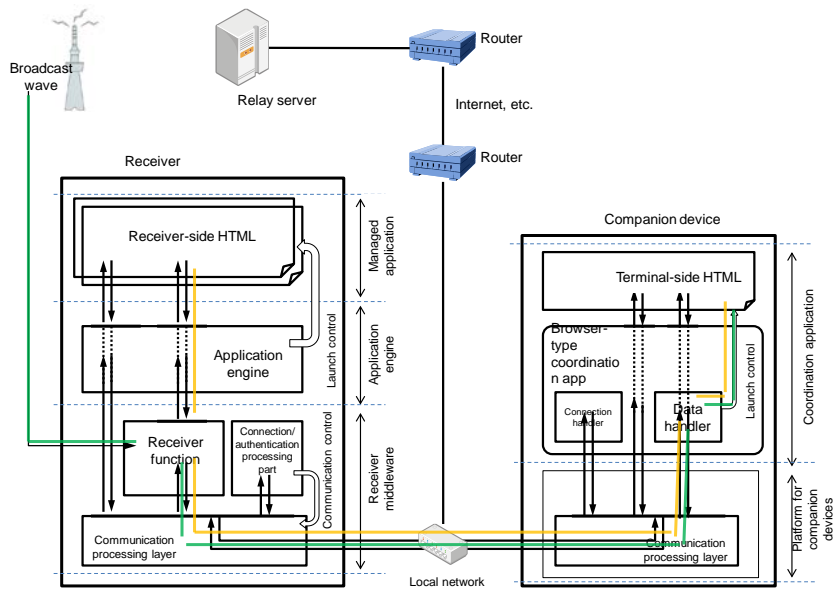 Broadcast
wave
Relay server
Router
Internet, etc.
Router
Receiver
Receiver-side HTML
Managed
application
Launch control
Application
engine
Application
engine
Receiver
function
Connection/
authentication
processing
part
Communication control
Receiver
middleware
Communication
processing layer
Local network
Companion device
Terminal-side HTML
Browser-
type
coordinatio
n app
Connection
handler
Data
handler
Launch control
Coordination application
Communication
processing layer
Platform for
companion
devices